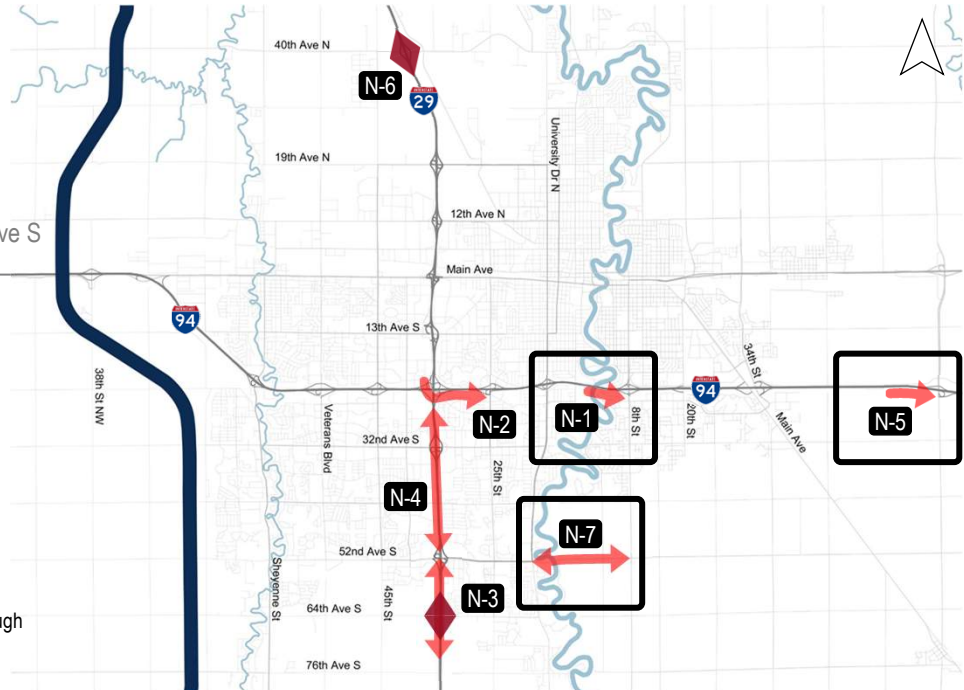 40th Ave N
N-6
29
19th Ave N
University Dr N
12th Ave N
ve S
Main Ave
94
13th Ave S
34th St
38th St NW
Veterans Blvd
N-2
N-1
8th St
20th St
94
Main Ave
N-5
32nd Ave S
25th St
N-4
N-7
52nd Ave S
Sheyenne St
45th St
N-3
64th Ave S
ugh
76th Ave S